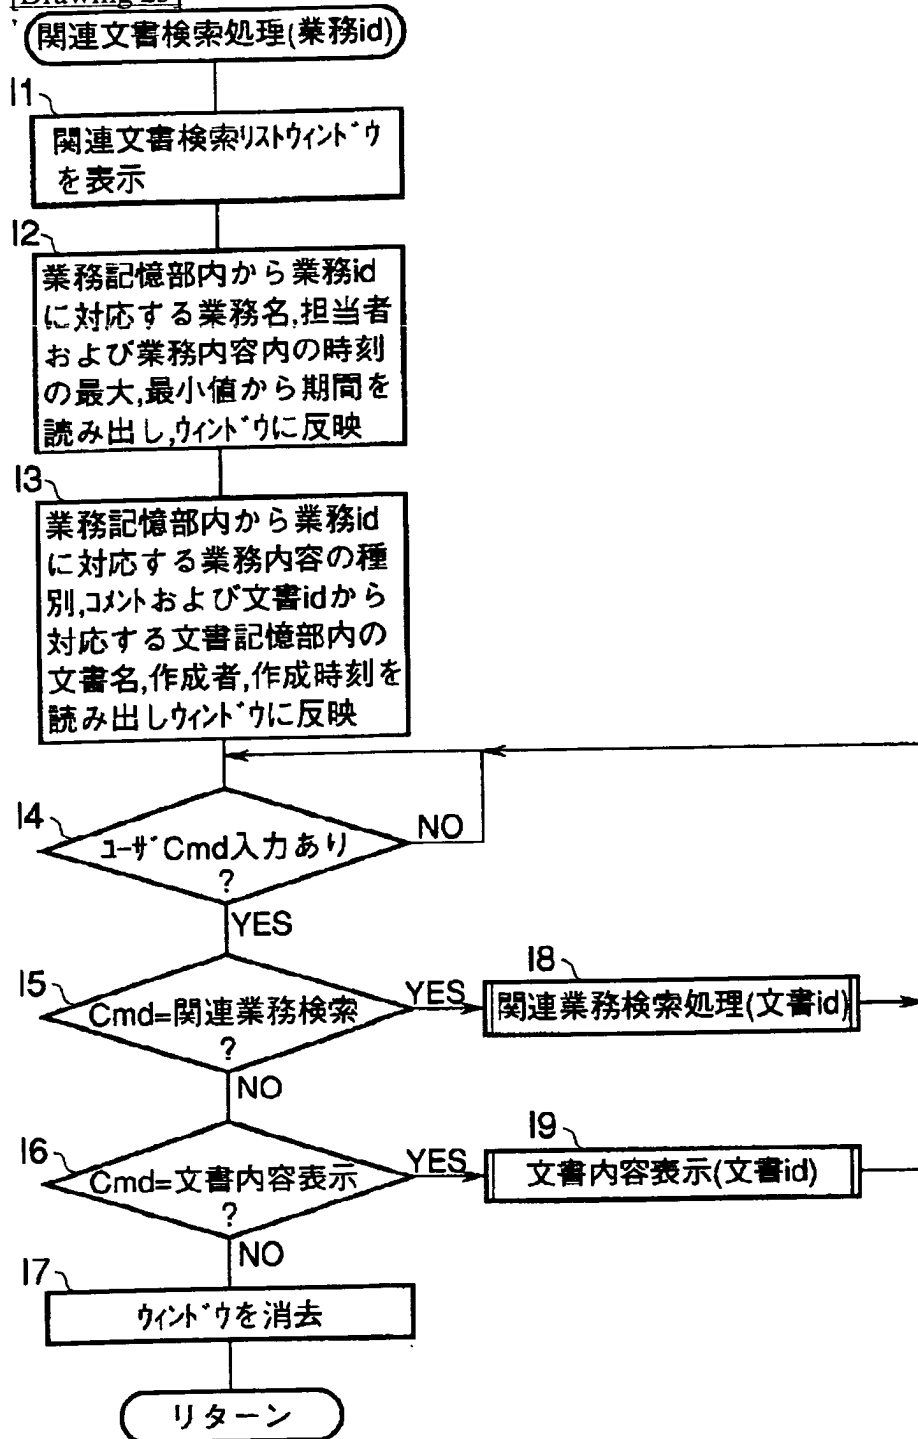 関連文書検索処理(業務id)
I1
関連文書検索リストウィンドウ
を表示
I2
業務記憶部内から業務id
に対応する業務名,担当者
および業務内容内の時刻
の最大,最小値から期間を
読み出し,ウィンドウに反映
I3
業務記憶部内から業務id
に対応する業務内容の種
別,コメントおよび文書idから
対応する文書記憶部内の
文書名,作成者,作成時刻を
読み出しウィンドウに反映
I4
ユーザCmd入力あり
?
NO
YES
I5
Cmd=関連業務検索
?
YES
I8
関連業務検索処理(文書id)
NO
I6
Cmd=文書内容表示
?
YES
I9
文書内容表示(文書id)
NO
I7
ウィンドウを消去
リターン